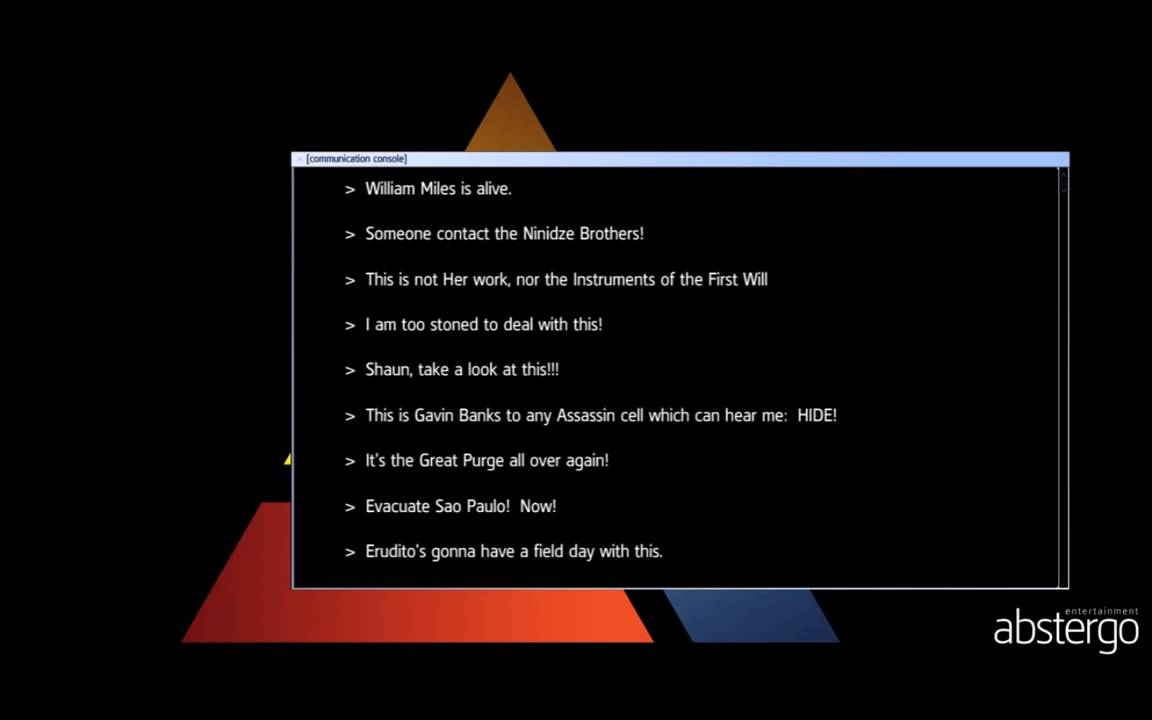 [communication console]
> William Miles is alive.
> Someone contact the Ninidze Brothers!
> This is not Her work, nor the Instruments of the First Will
> I am too stoned to deal with this!
> Shaun, take a look at this!!!
> This is Gavin Banks to any Assassin cell which can hear me:  HIDE!
> It's the Great Purge all over again!
> Evacuate Sao Paulo!  Now!
> Erudito's gonna have a field day with this.
entertainment
abstergo